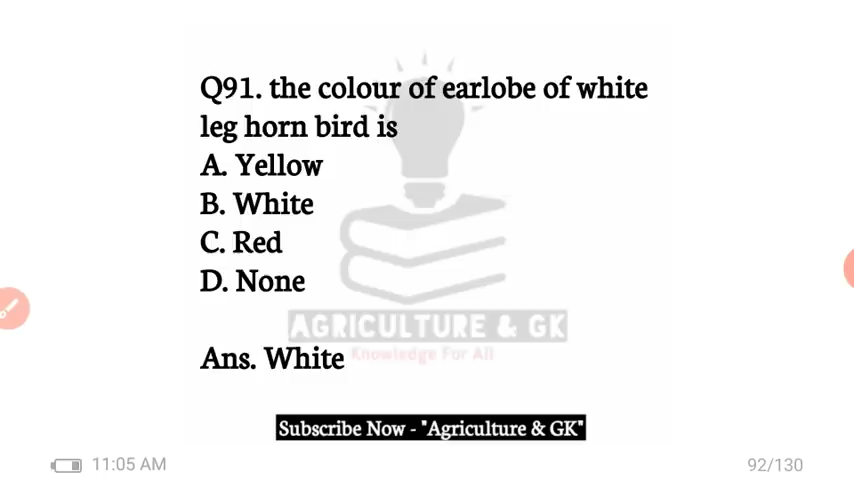 Q91. the colour of earlobe of white
leg horn bird is
A. Yellow
B. White
C. Red
D. None
AGRICULTURE & GK
Knowledge For All
Ans. White
Subscribe Now - "Agriculture & GK"
11:05 AM
92/130